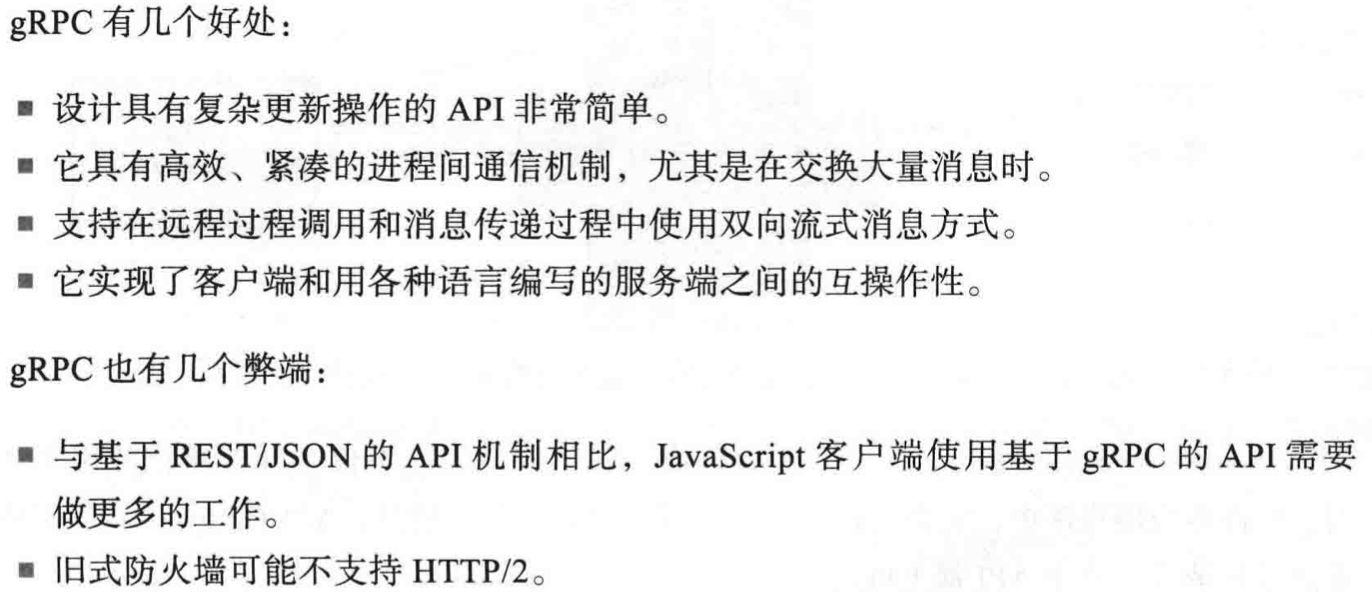 gRPC 有几个好处：
■ 设计具有复杂更新操作的 API 非常简单。
■ 它具有高效、紧凑的进程间通信机制，尤其是在交换大量消息时。
■ 支持在远程过程调用和消息传递过程中使用双向流式消息方式。
■ 它实现了客户端和用各种语言编写的服务端之间的互操作性。
gRPC 也有几个弊端：
■ 与基于 REST/JSON 的 API 机制相比，JavaScript 客户端使用基于 gRPC 的 API 需要
做更多的工作。
■ 旧式防火墙可能不支持 HTTP/2。